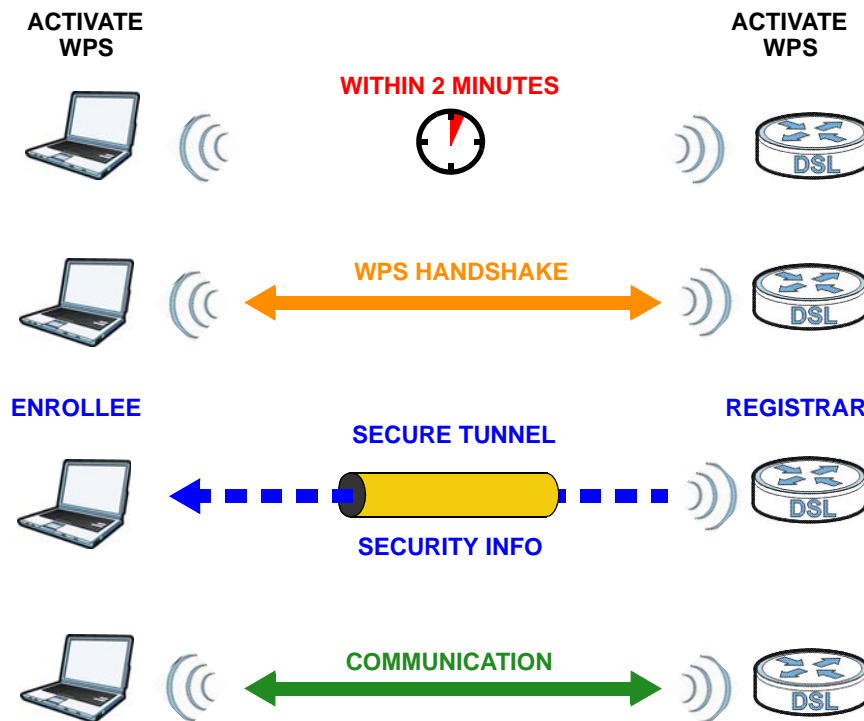 ACTIVATE
WPS
ACTIVATE
WPS
WITHIN 2 MINUTES
DSL
WPS HANDSHAKE
DSL
ENROLLEE
REGISTRAR
SECURE TUNNEL
DSL
SECURITY INFO
COMMUNICATION
DSL